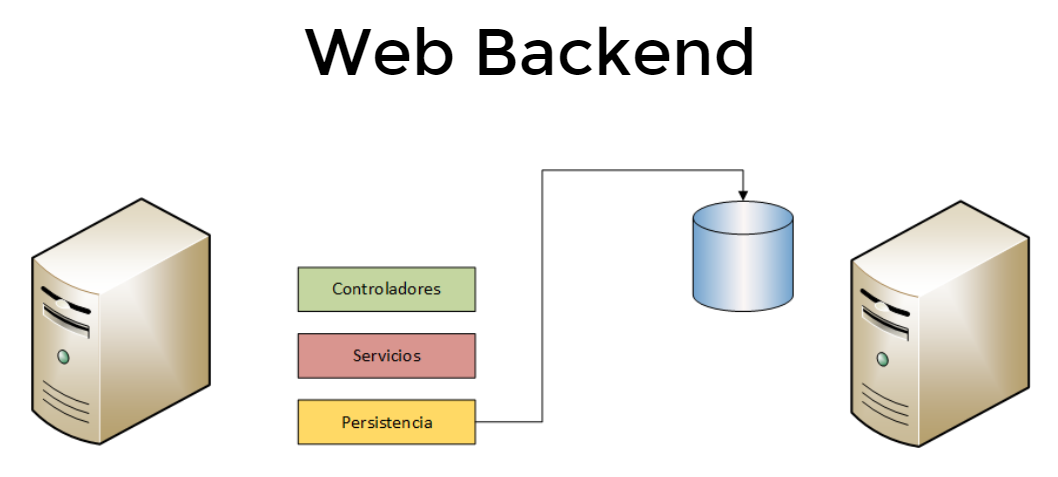 Web Backend
Controladores
Servicios
Persistencia